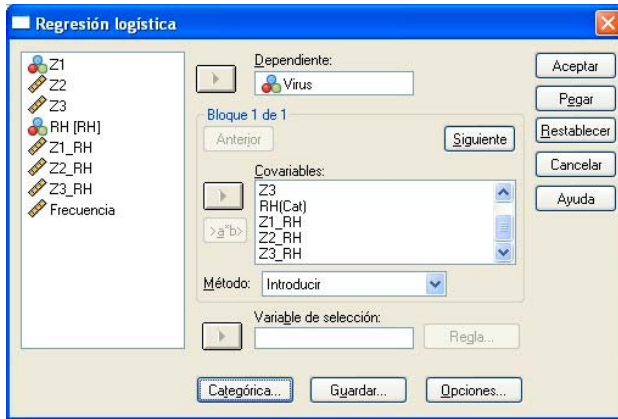 Regresión logística
Z1
Z2
Z3
RH [RH]
Z1_RH
Z2_RH
Z3_RH
Frecuencia
Dependiente:
Virus
Bloque 1 de 1
Anterior
Siguiente
Covariables:
Z3
RH(Cat)
Z1_RH
Z2_RH
Z3_RH
>a*b>
Método:
Introducir
Variable de selección:
Regla...
Categórica...
Guardar...
Opciones...
Aceptar
Pegar
Restablecer
Cancelar
Ayuda